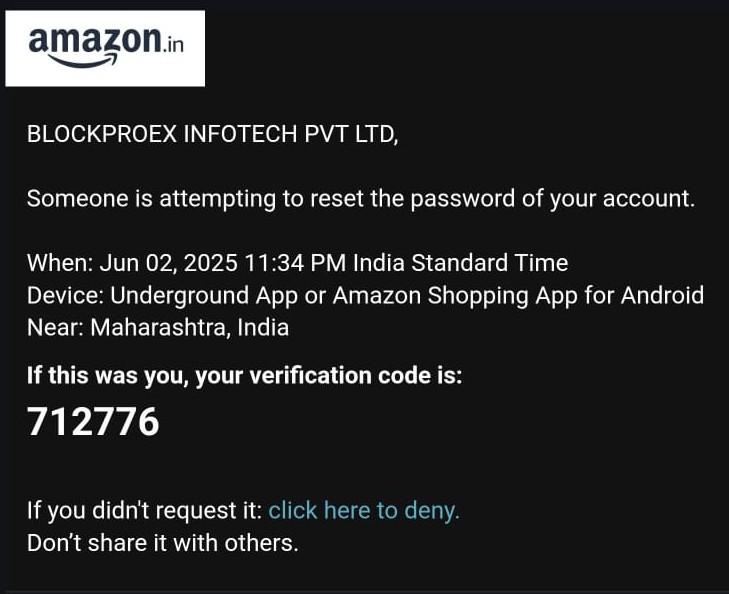 amazon.in
BLOCKPROEX INFOTECH PVT LTD,
Someone is attempting to reset the password of your account.
When: Jun 02, 2025 11:34 PM India Standard Time
Device: Underground App or Amazon Shopping App for Android
Near: Maharashtra, India
If this was you, your verification code is:
712776
If you didn't request it: click here to deny.
Don’t share it with others.